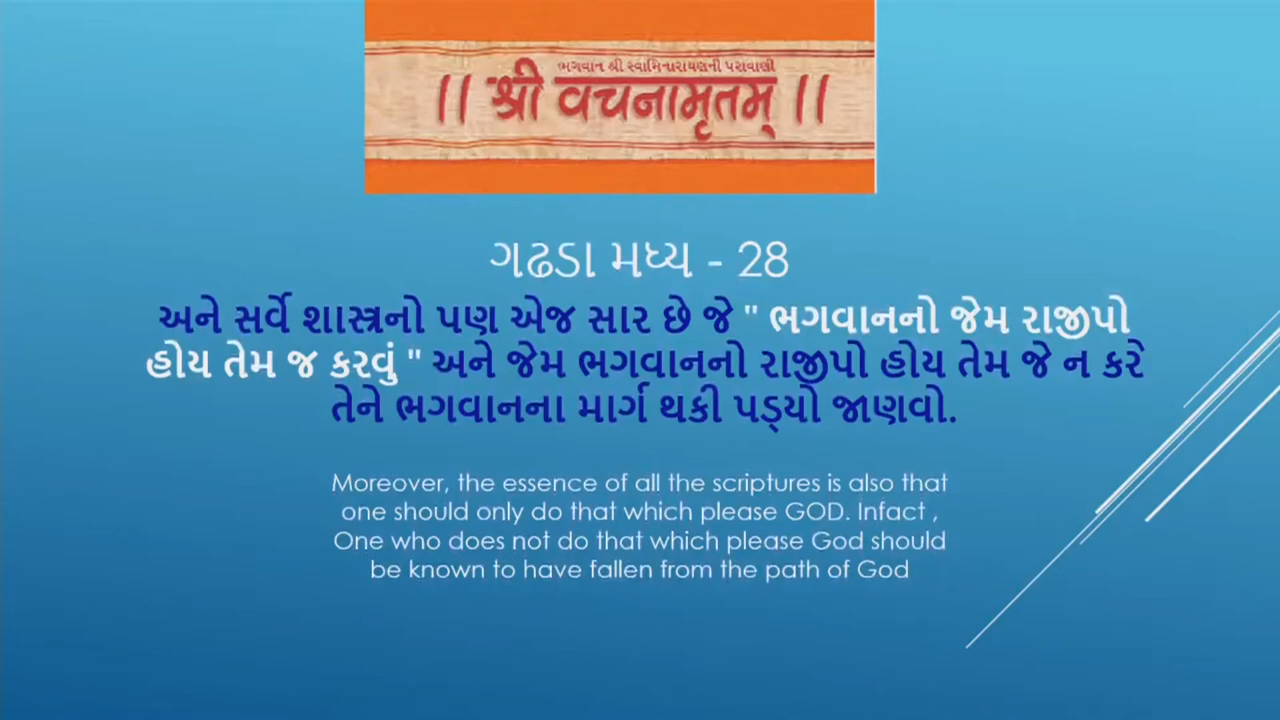 ભગવાન શ્રી સ્વામિનારાયણની પરાવાણી
|| શ્રી વચનામૃતમ્ ||
ગઢડા મધ્ય - 28
અને સર્વે શાસ્ત્રનો પણ એજ સાર છે જે " ભગવાનનો જેમ રાજીપો
હોય તેમ જ કરવું " અને જેમ ભગવાનનો રાજીપો હોય તેમ જે ન કરે
તેને ભગવાનના માર્ગ થકી પડ્યો જાણવો.
Moreover, the essence of all the scriptures is also that
one should only do that which please GOD. Infact ,
One who does not do that which please God should
be known to have fallen from the path of God